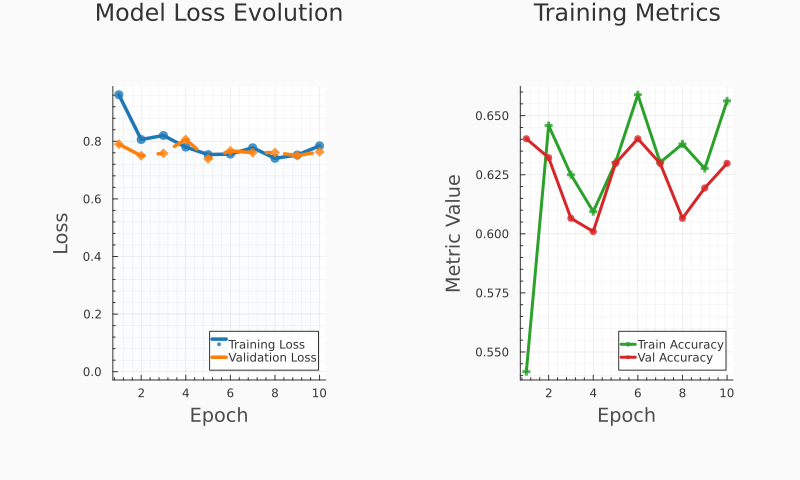 Model Loss Evolution
Loss
0.8
0.6
0.4
0.2
0.0
2 4 6 8 10
Epoch
Training Loss
Validation Loss
Training Metrics
Metric Value
0.650
0.625
0.600
0.575
0.550
2 4 6 8 10
Epoch
Train Accuracy
Val Accuracy